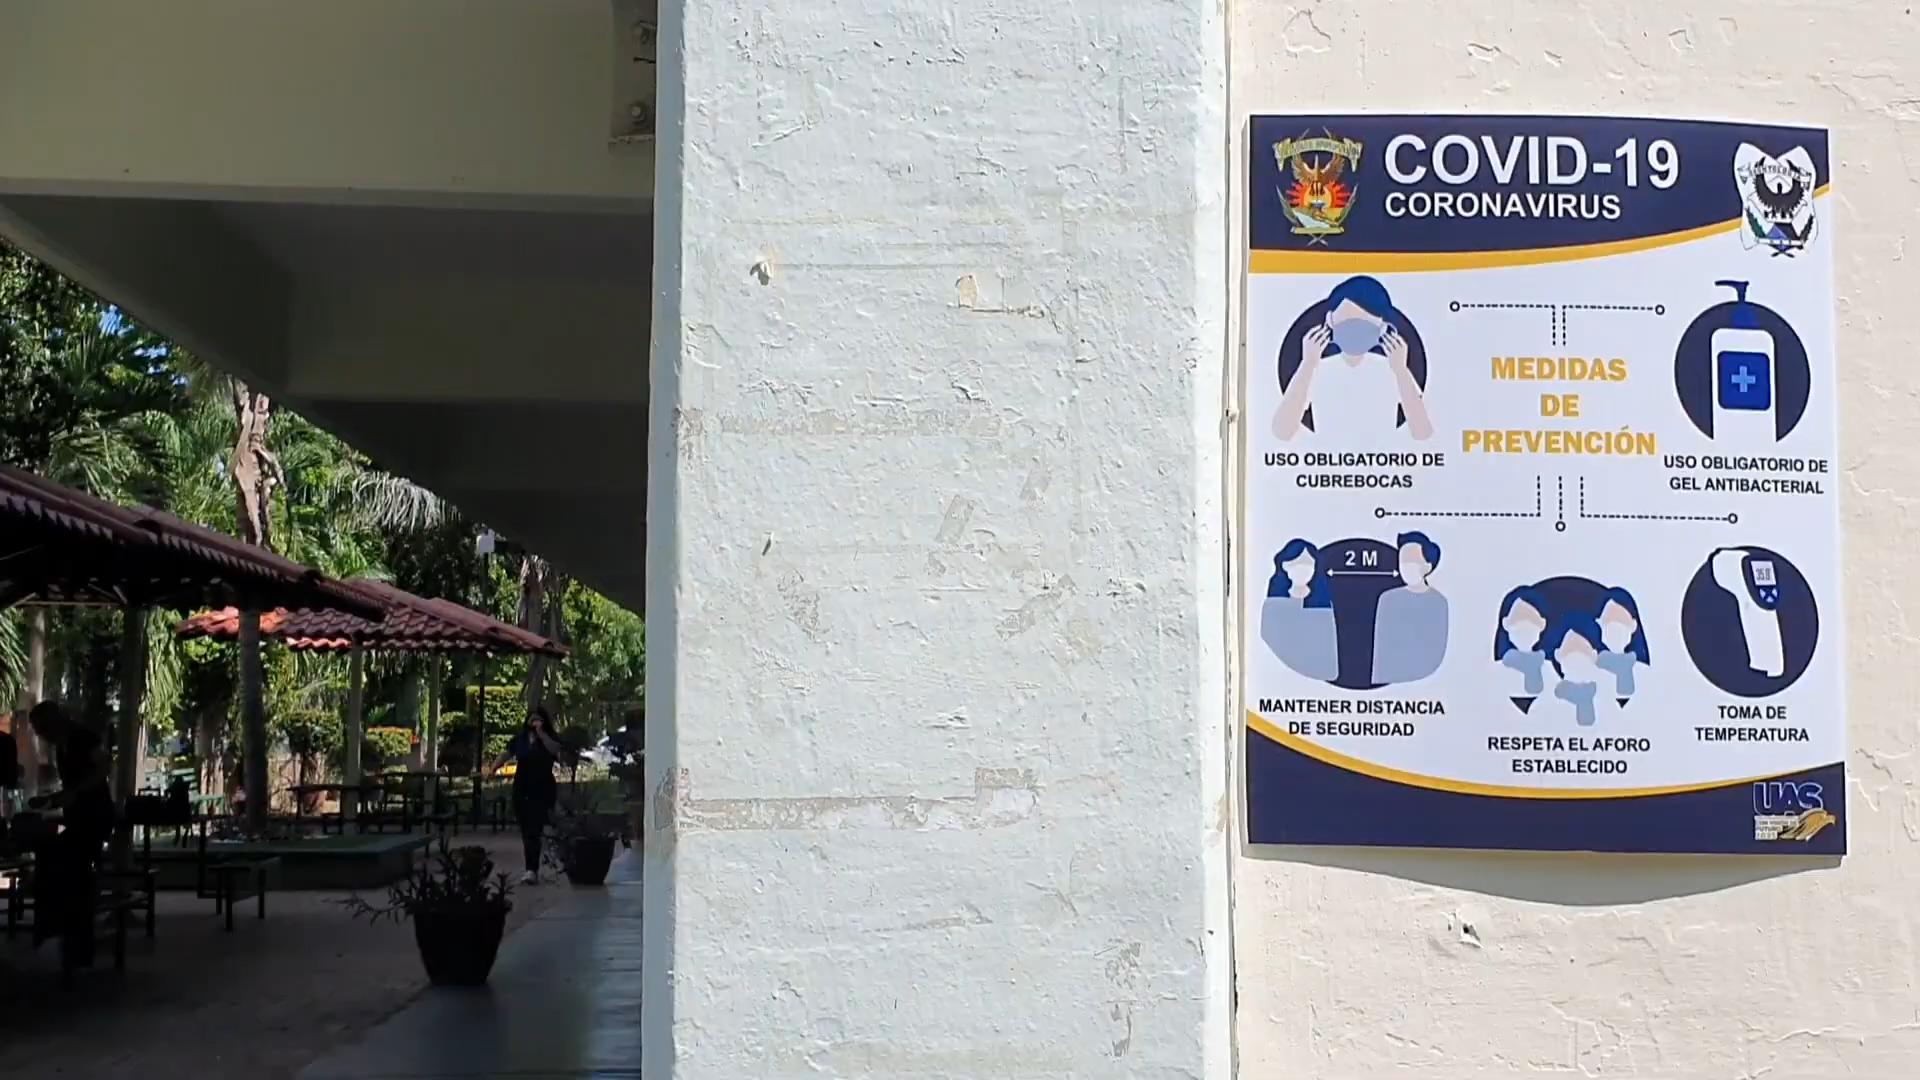 COVID-19
CORONAVIRUS
MEDIDAS
DE
PREVENCIÓN
USO OBLIGATORIO DE
CUBREBOCAS
USO OBLIGATORIO DE
GEL ANTIBACTERIAL
2 M
MANTENER DISTANCIA
DE SEGURIDAD
RESPETA EL AFORO
ESTABLECIDO
TOMA DE
TEMPERATURA
UAS